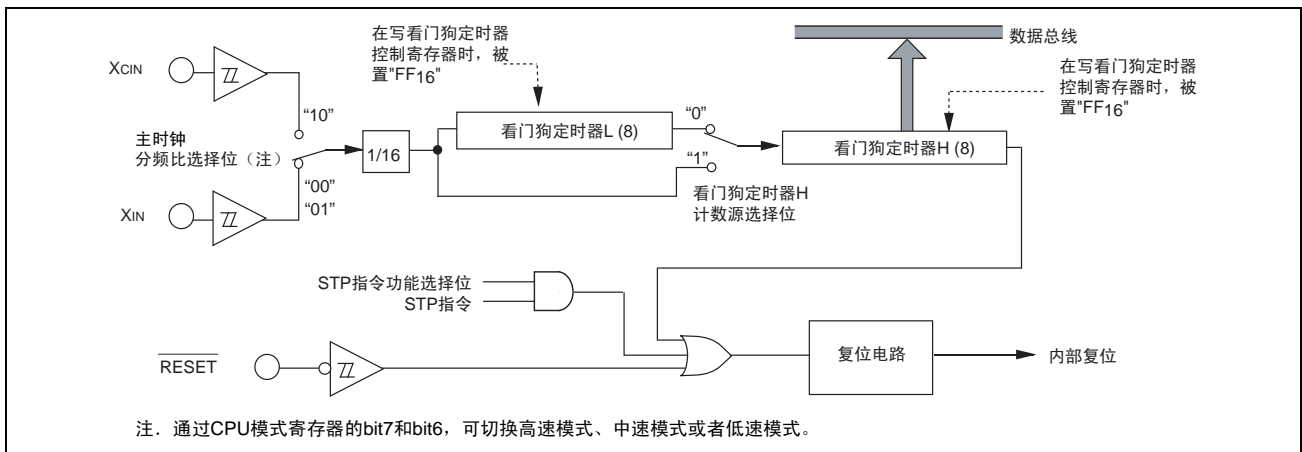 在写看门狗定时器
控制寄存器时，被
置"FF16"
数据总线
XCIN
在写看门狗定时器
控制寄存器时，被
置"FF16"
“10”
“0”
看门狗定时器L (8)
主时钟
分频比选择位（注）
1/16
看门狗定时器H (8)
“1”
“00”
看门狗定时器H
XIN
“01”
计数源选择位
STP指令功能选择位
STP指令
RESET
复位电路
内部复位
注．通过CPU模式寄存器的bit7和bit6，可切换高速模式、中速模式或者低速模式。